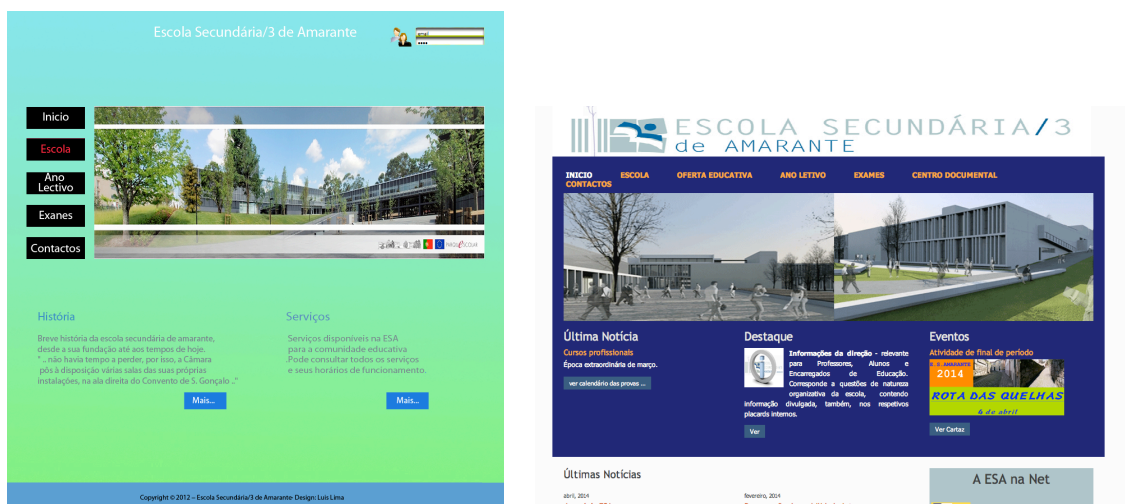 Escola Secundária/3 de Amarante
email
••••
Inicio
Escola
Ano
Lectivo
Exanes
Contactos
História
Breve história da escola secundária de amarante,
desde a sua fundação até aos tempos de hoje.
" .. não havia tempo a perder, por isso, a Câmara
pôs à disposição várias salas das suas próprias
instalações, na ala direita do Convento de S. Gonçalo .."
Mais...
Serviços
Serviços disponíveis na ESA
para a comunidade educativa
.Pode consultar todos os serviços
e seus horários de funcionamento.
Mais...
Copyright © 2012 – Escola Secundária/3 de Amarante· Design: Luis Lima
ESCOLA SECUNDÁRIA/3
de AMARANTE
INICIO ESCOLA OFERTA EDUCATIVA ANO LETIVO EXAMES CENTRO DOCUMENTAL
CONTACTOS
Última Notícia
Cursos profissionais
Época extraordinária de março.
ver calendário das proves ...
Destaque
Informações da direção - relevante
para Professores, Alunos e
Encarregados de Educação.
Corresponde a questões de natureza
organizativa da escola, contendo
informação divulgada, também, nos respetivos
placards internos.
Ver
Eventos
Atividade de final de período
E. S. AMARANTE
2014
ROTA DAS QUELHAS
4 de abril
Ver Cartaz
Últimas Notícias
abril, 2014
fevereiro, 2014
A ESA na Net